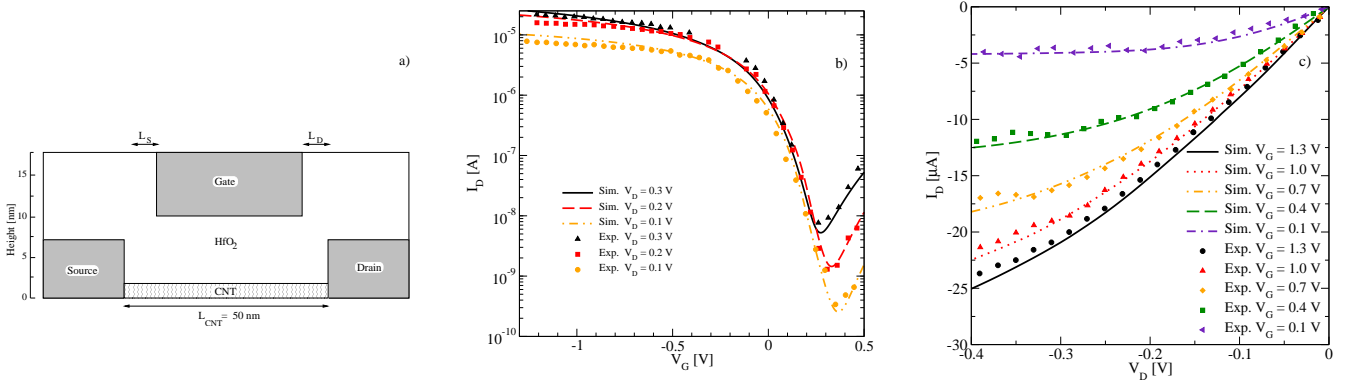 a)
L_S
L_D
15
Gate
10
Height [nm]
HfO_2
5
Source
Drain
CNT
0
L_CNT = 50 nm
b)
10^-5
10^-6
10^-7
10^-8
10^-9
10^-10
I_D [A]
Sim. V_D = 0.3 V
Sim. V_D = 0.2 V
Sim. V_D = 0.1 V
Exp. V_D = 0.3 V
Exp. V_D = 0.2 V
Exp. V_D = 0.1 V
-1 -0.5 0 0.5
V_G [V]
c)
0
-5
-10
-15
-20
-25
-30
I_D [μA]
Sim. V_G = 1.3 V
Sim. V_G = 1.0 V
Sim. V_G = 0.7 V
Sim. V_G = 0.4 V
Sim. V_G = 0.1 V
Exp. V_G = 1.3 V
Exp. V_G = 1.0 V
Exp. V_G = 0.7 V
Exp. V_G = 0.4 V
Exp. V_G = 0.1 V
-0.4 -0.3 -0.2 -0.1 0
V_D [V]